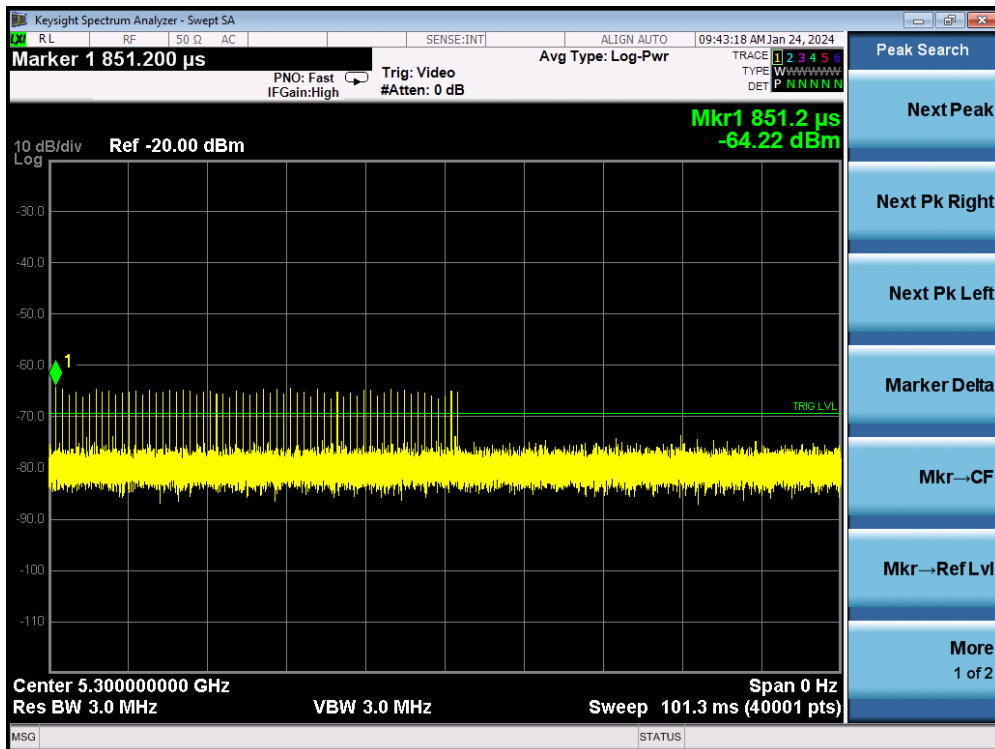 Keysight Spectrum Analyzer - Swept SA
LXI RL RF 50 Ω AC SENSE:INT ALIGN AUTO 09:43:18 AM Jan 24, 2024
Marker 1 851.200 µs
PNO: Fast
IFGain:High
Trig: Video
#Atten: 0 dB
Avg Type: Log-Pwr
TRACE 1 2 3 4 5 6
TYPE WWWWWWW
DET P N N N N N
Mkr1 851.2 µs
-64.22 dBm
10 dB/div Ref -20.00 dBm
Log
-30.0
-40.0
-50.0
-60.0
1
-70.0
TRIG LVL
-80.0
-90.0
-100
-110
Center 5.300000000 GHz Span 0 Hz
Res BW 3.0 MHz VBW 3.0 MHz Sweep 101.3 ms (40001 pts)
MSG STATUS
Peak Search
Next Peak
Next Pk Right
Next Pk Left
Marker Delta
Mkr→CF
Mkr→Ref Lvl
More
1 of 2